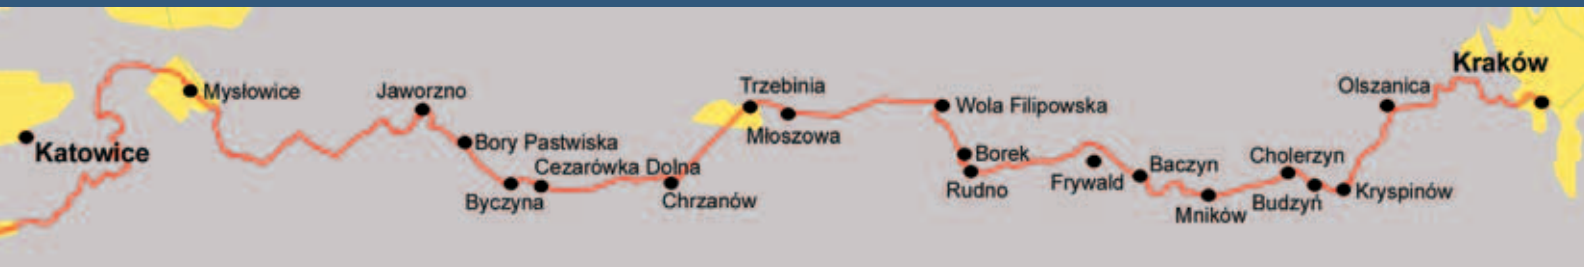 Katowice
Mysłowice
Jaworzno
Bory Pastwiska
Byczyna
Cezarówka Dolna
Chrzanów
Trzebinia
Młoszowa
Wola Filipowska
Borek
Rudno
Frywald
Baczyn
Mników
Cholerzyn
Budzyń
Kryspinów
Olszanica
Kraków